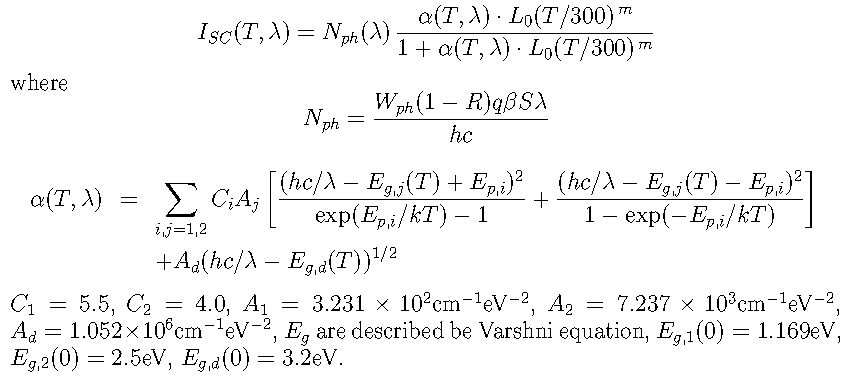 I_{SC}(T, λ) = N_{ph}(λ) \frac{α(T, λ) · L_0(T/300)^m}{1 + α(T, λ) · L_0(T/300)^m}
where
N_{ph} = \frac{W_{ph}(1 − R)qβSλ}{hc}
α(T, λ) = \sum_{i,j=1,2} C_i A_j \left[ \frac{(hc/λ − E_{g,j}(T) + E_{p,i})^2}{exp(E_{p,i}/kT) − 1} + \frac{(hc/λ − E_{g,j}(T) − E_{p,i})^2}{1 − exp(−E_{p,i}/kT)} \right]
+A_d(hc/λ − E_{g,d}(T))^{1/2}
C_1 = 5.5, C_2 = 4.0, A_1 = 3.231 × 10^2cm^{−1}eV^{−2}, A_2 = 7.237 × 10^3cm^{−1}eV^{−2},
A_d = 1.052×10^6cm^{−1}eV^{−2}, E_g are described be Varshni equation, E_{g,1}(0) = 1.169eV,
E_{g,2}(0) = 2.5eV, E_{g,d}(0) = 3.2eV.